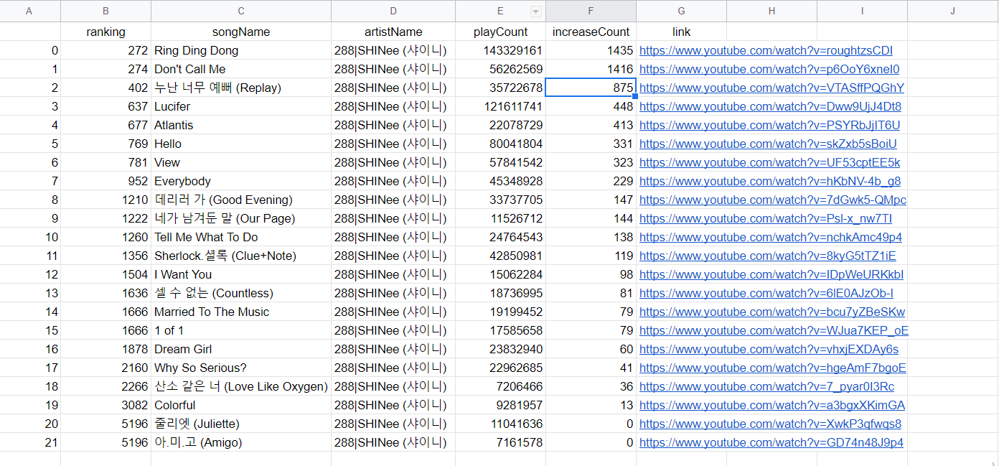 A B C D E F G H I J
ranking songName artistName playCount increaseCount link
0 272 Ring Ding Dong 288|SHINee (샤이니) 143329161 1435 https://www.youtube.com/watch?v=roughtzsCDI
1 274 Don't Call Me 288|SHINee (샤이니) 56262569 1416 https://www.youtube.com/watch?v=p6OoY6xneI0
2 402 누난 너무 예뻐 (Replay) 288|SHINee (샤이니) 35722678 875 https://www.youtube.com/watch?v=VTASffPQGhY
3 637 Lucifer 288|SHINee (샤이니) 121611741 448 https://www.youtube.com/watch?v=Dww9UjJ4Dt8
4 677 Atlantis 288|SHINee (샤이니) 22078729 413 https://www.youtube.com/watch?v=PSYRbJjIT6U
5 769 Hello 288|SHINee (샤이니) 80041804 331 https://www.youtube.com/watch?v=skZxb5sBoiU
6 781 View 288|SHINee (샤이니) 57841542 323 https://www.youtube.com/watch?v=UF53cptEE5k
7 952 Everybody 288|SHINee (샤이니) 45348928 229 https://www.youtube.com/watch?v=hKbNV-4b_g8
8 1210 데리러 가 (Good Evening) 288|SHINee (샤이니) 33737705 147 https://www.youtube.com/watch?v=7dGwk5-QMpc
9 1222 네가 남겨둔 말 (Our Page) 288|SHINee (샤이니) 11526712 144 https://www.youtube.com/watch?v=Psl-x_nw7TI
10 1260 Tell Me What To Do 288|SHINee (샤이니) 24764543 138 https://www.youtube.com/watch?v=nchkAmc49p4
11 1356 Sherlock.셜록 (Clue+Note) 288|SHINee (샤이니) 42850981 119 https://www.youtube.com/watch?v=8kyG5tTZ1iE
12 1504 I Want You 288|SHINee (샤이니) 15062284 98 https://www.youtube.com/watch?v=IDpWeURKkbI
13 1636 셀 수 없는 (Countless) 288|SHINee (샤이니) 18736995 81 https://www.youtube.com/watch?v=6lE0AJzOb-I
14 1666 Married To The Music 288|SHINee (샤이니) 19199452 79 https://www.youtube.com/watch?v=bcu7yZBeSKw
15 1666 1 of 1 288|SHINee (샤이니) 17585658 79 https://www.youtube.com/watch?v=WJua7KEP_oE
16 1878 Dream Girl 288|SHINee (샤이니) 23832940 60 https://www.youtube.com/watch?v=vhxjEXDAy6s
17 2160 Why So Serious? 288|SHINee (샤이니) 22962685 41 https://www.youtube.com/watch?v=hgeAmF7bgoE
18 2266 산소 같은 너 (Love Like Oxygen) 288|SHINee (샤이니) 7206466 36 https://www.youtube.com/watch?v=7_pyar0I3Rc
19 3082 Colorful 288|SHINee (샤이니) 9281957 13 https://www.youtube.com/watch?v=a3bgxXKimGA
20 5196 줄리엣 (Juliette) 288|SHINee (샤이니) 11041636 0 https://www.youtube.com/watch?v=XwkP3qfwqs8
21 5196 아.미.고 (Amigo) 288|SHINee (샤이니) 7161578 0 https://www.youtube.com/watch?v=GD74n48J9p4